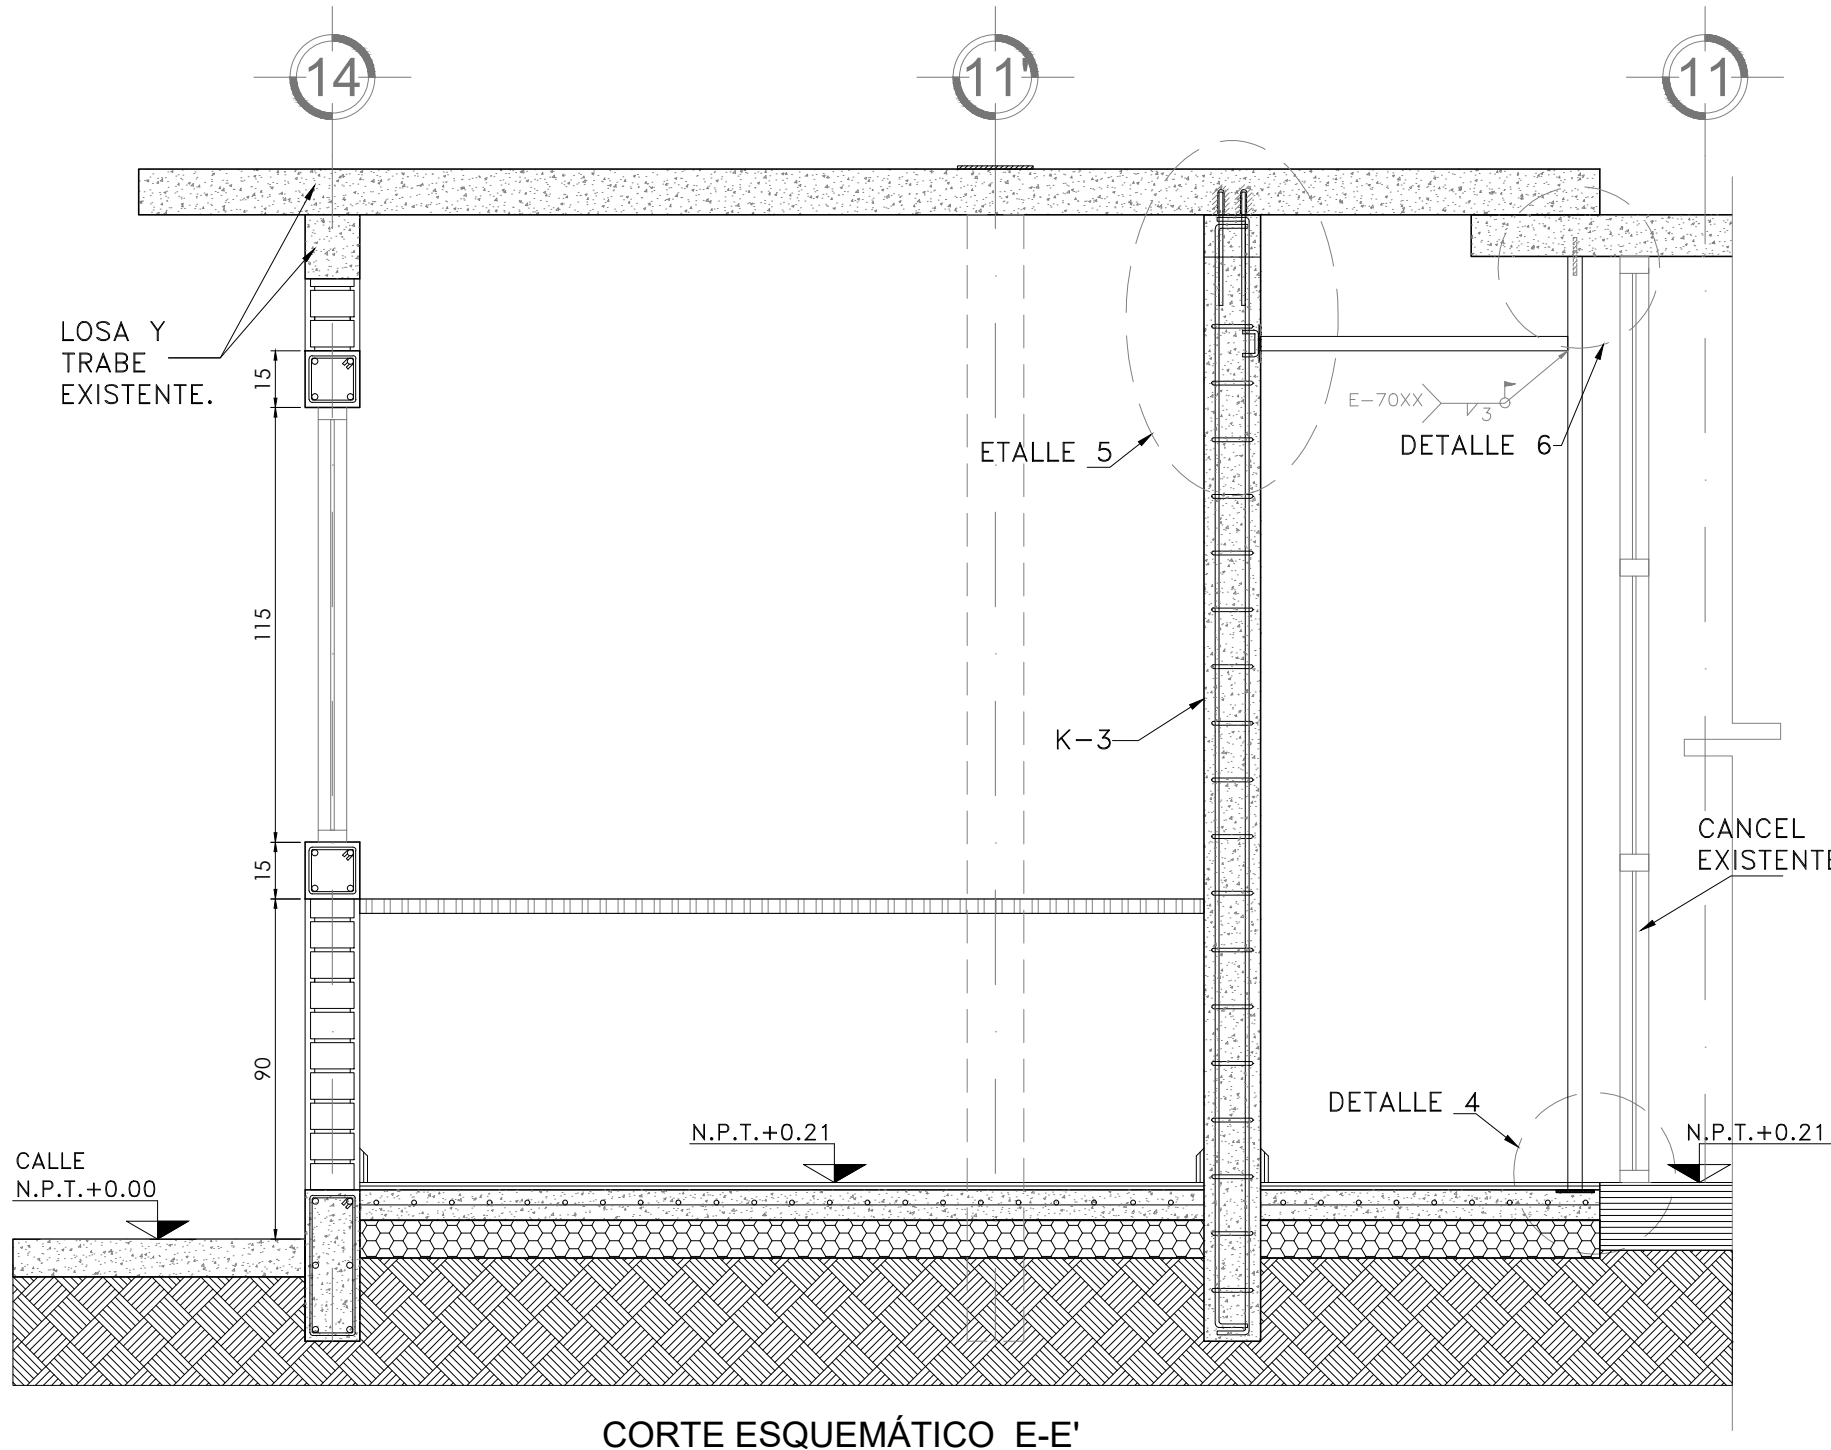 14
11'
11
LOSA Y
TRABE
EXISTENTE.
15
115
15
90
E-70XX
3
ETALLE 5
DETALLE 6
K-3
CANCEL
EXISTENTE
DETALLE 4
N.P.T.+0.21
N.P.T.+0.21
CALLE
N.P.T.+0.00
CORTE ESQUEMÁTICO E-E'